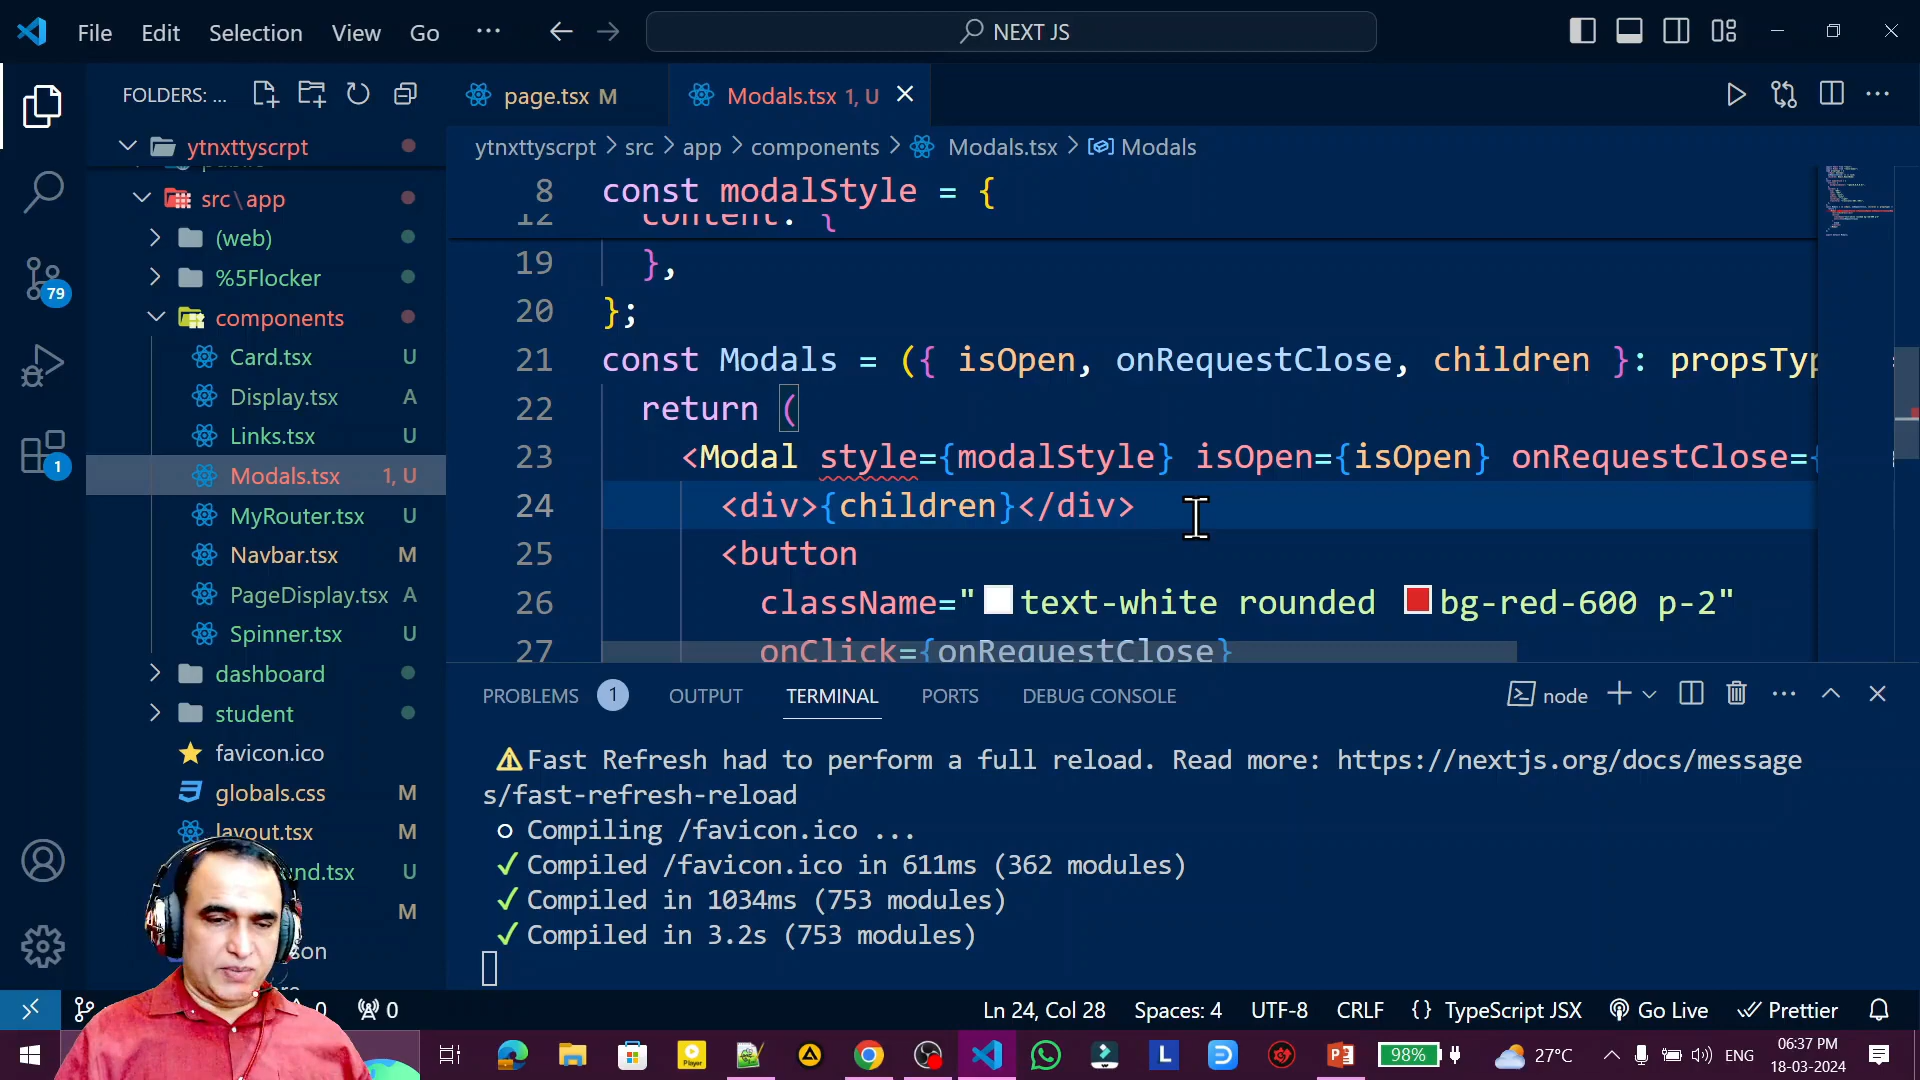 File Edit Selection View Go ... NEXT JS
FOLDERS: ...
page.tsx M
Modals.tsx 1, U
ytnxttyscrpt
ytnxttyscrpt > src > app > components > Modals.tsx > Modals
src\app
(web)
%5Flocker
components
Card.tsx U
Display.tsx A
Links.tsx U
Modals.tsx 1, U
MyRouter.tsx U
Navbar.tsx M
PageDisplay.tsx A
Spinner.tsx U
dashboard
student
favicon.ico
globals.css M
layout.tsx M
nd.tsx U
M
79
1
8 const modalStyle = {
12 content: {
19 },
20 };
21 const Modals = ({ isOpen, onRequestClose, children }: propsTyp
22 return (
23 <Modal style={modalStyle} isOpen={isOpen} onRequestClose={
24 <div>{children}</div>
25 <button
26 className="text-white rounded bg-red-600 p-2"
27 onClick={onRequestClose}
PROBLEMS 1 OUTPUT TERMINAL PORTS DEBUG CONSOLE
node
Fast Refresh had to perform a full reload. Read more: https://nextjs.org/docs/message
s/fast-refresh-reload
Compiling /favicon.ico ...
✓ Compiled /favicon.ico in 611ms (362 modules)
✓ Compiled in 1034ms (753 modules)
✓ Compiled in 3.2s (753 modules)
0 0 Ln 24, Col 28 Spaces: 4 UTF-8 CRLF {} TypeScript JSX Go Live Prettier
Player
L
98%
27°C
ENG
06:37 PM
18-03-2024